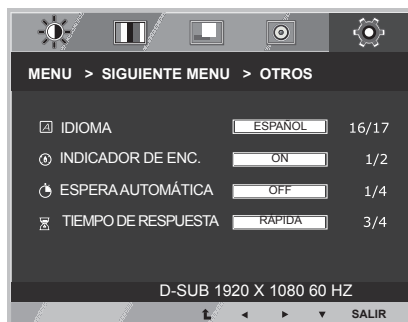 MENU > SIGUIENTE MENU > OTROS
IDIOMA ESPAÑOL 16/17
INDICADOR DE ENC. ON 1/2
ESPERA AUTOMÁTICA OFF 1/4
TIEMPO DE RESPUESTA RÁPIDA 3/4
D-SUB 1920 X 1080 60 HZ
SALIR